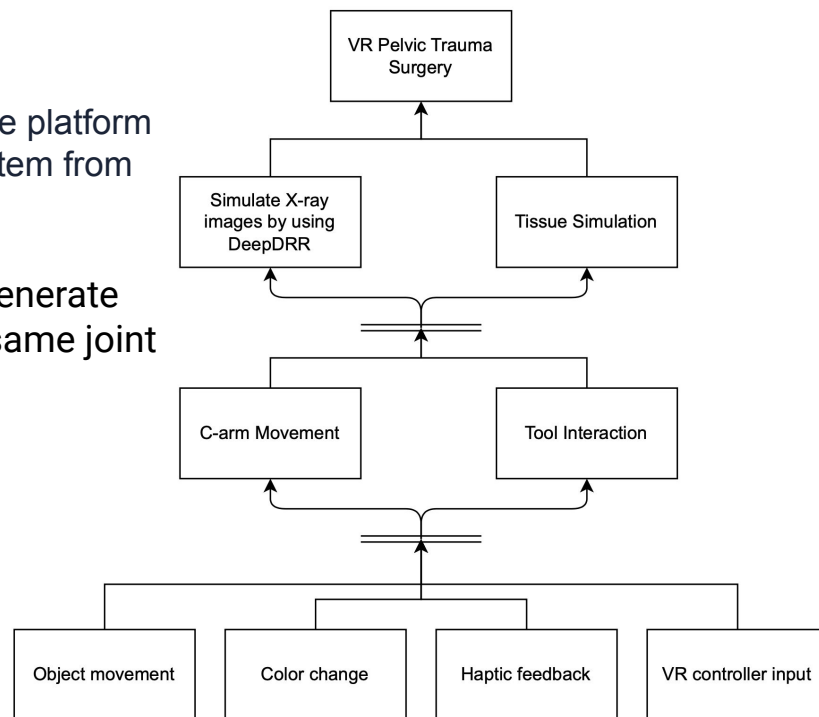 e platform
tem from
enerate
same joint
VR Pelvic Trauma
Surgery
Simulate X-ray
images by using
DeepDRR
Tissue Simulation
C-arm Movement
Tool Interaction
Object movement
Color change
Haptic feedback
VR controller input